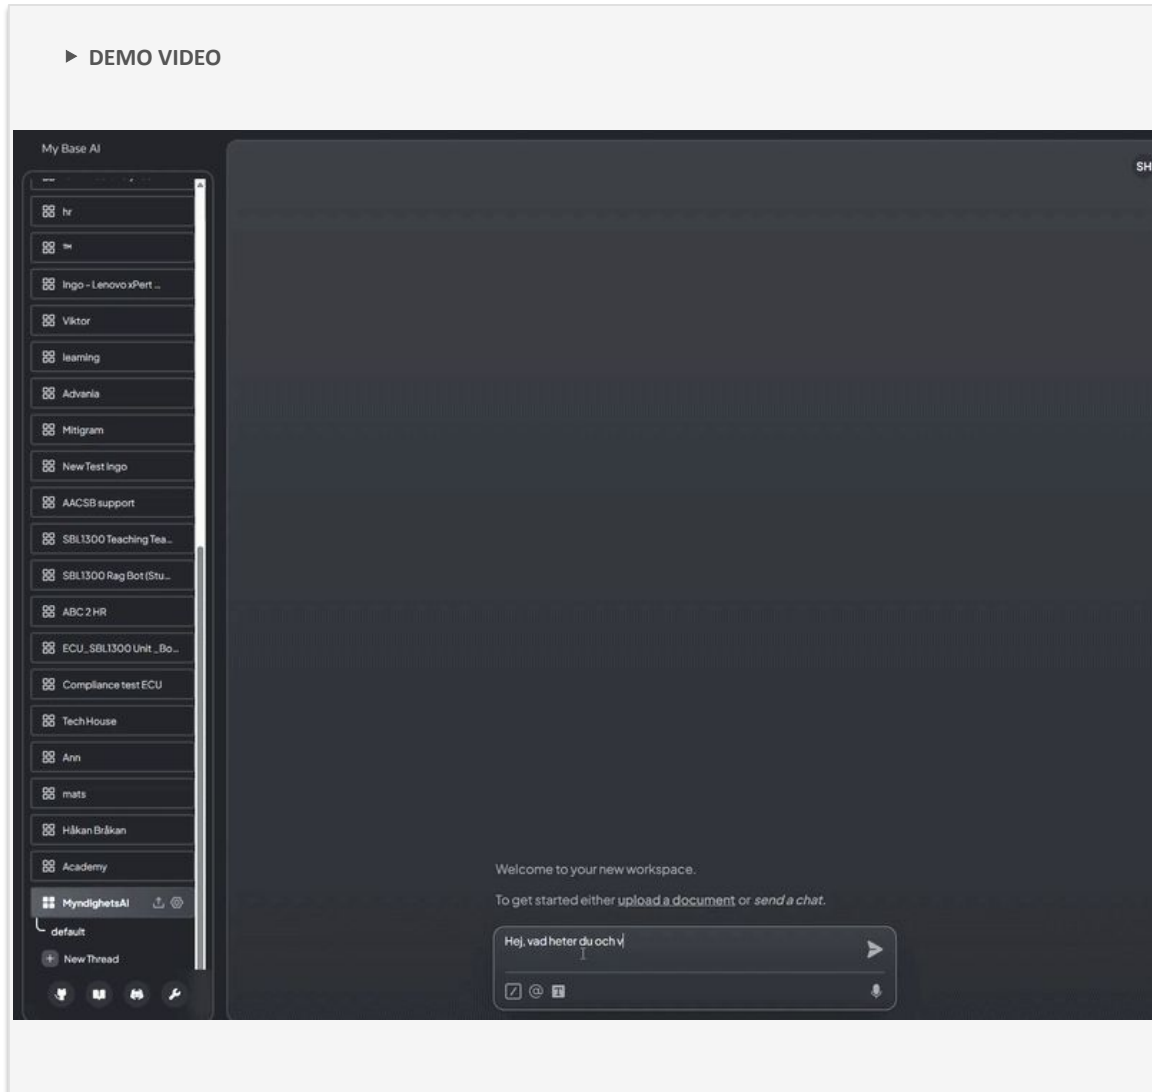 DEMO VIDEO
My Base AI
SH
hr
™
Ingo - Lenovo xPert ...
Viktor
learning
Advania
Mitigram
New Test Ingo
AACSB support
SBL1300 Teaching Tea...
SBL1300 Rag Bot (Stu...
ABC 2 HR
ECU_SBL1300 Unit _Bo...
Compliance test ECU
Tech House
Ann
mats
Håkan Bråkan
Academy
MyndighetsAI
default
New Thread
Welcome to your new workspace.
To get started either upload a document or send a chat.
Hej, vad heter du och v